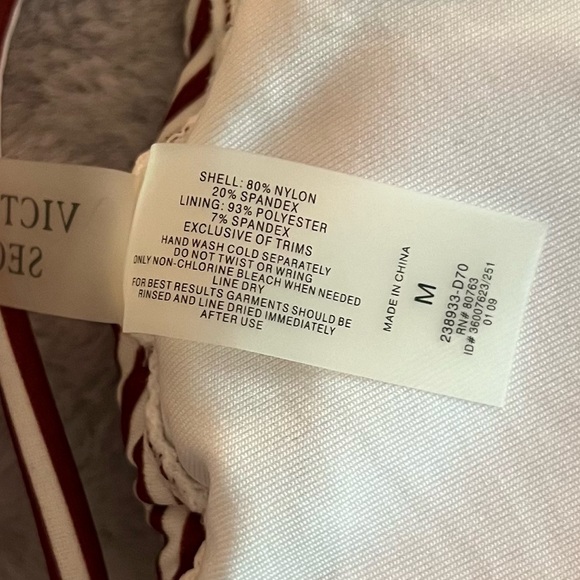 VICT
SEC
SHELL: 80% NYLON
20% SPANDEX
LINING: 93% POLYESTER
7% SPANDEX
EXCLUSIVE OF TRIMS
HAND WASH COLD SEPARATELY
DO NOT TWIST OR WRING
ONLY NON-CHLORINE BLEACH WHEN NEEDED
LINE DRY
FOR BEST RESULTS GARMENTS SHOULD BE
RINSED AND LINE DRIED IMMEDIATELY
AFTER USE
MADE IN CHINA
M
238933-D70
RN# 80763
ID# 36007623/251
01 09